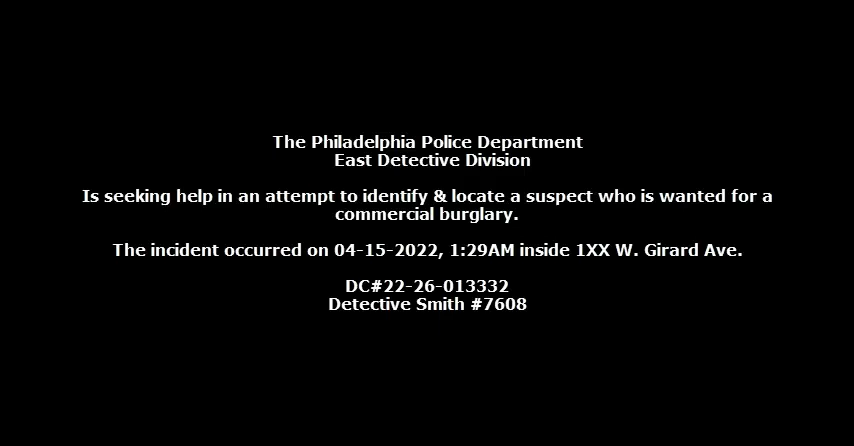 The Philadelphia Police Department
East Detective Division
Is seeking help in an attempt to identify & locate a suspect who is wanted for a
commercial burglary.
The incident occurred on 04-15-2022, 1:29AM inside 1XX W. Girard Ave.
DC#22-26-013332
Detective Smith #7608